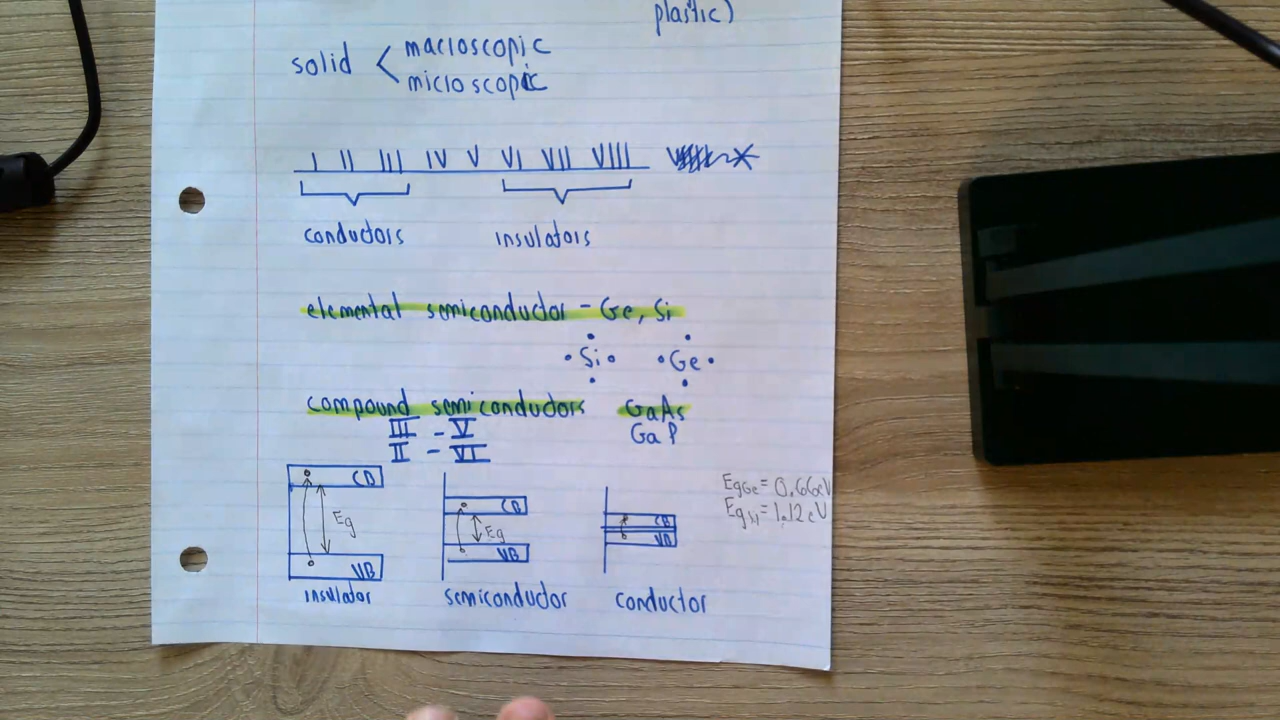 plastic)
solid < macroscopic
microscopic
I II III IV V VI VII VIII
conductors insulators
elemental semiconductor - Ge, Si
Si Ge
compound semiconductors GaAs
III - V GaP
II - VI
CB CB CB
Eg Eg
VB VB VB
insulator semiconductor conductor
EgGe = 0.66eV
EgSi = 1.12eV